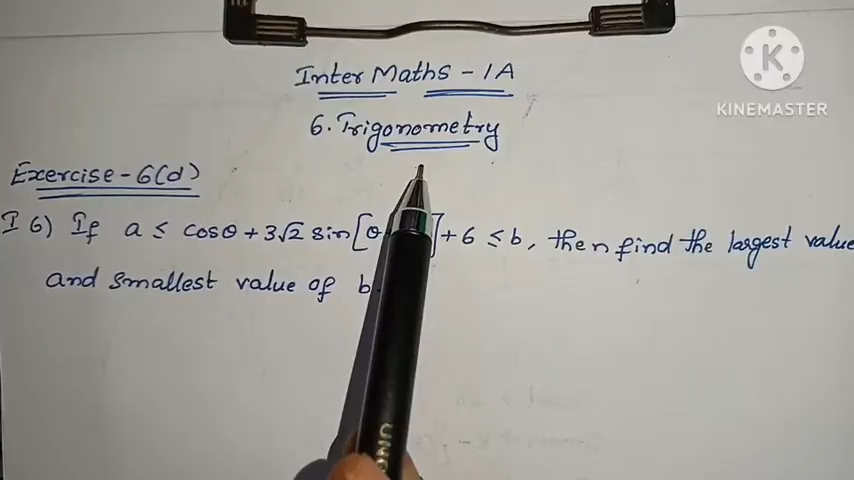 Inter Maths - 1A
K
KINEMASTER
6. Trigonometry
Exercise - 6(d)
I 6) If a ≤ cosθ + 3√2 sin[θ ] + 6 ≤ b, then find the largest value
and smallest value of b.